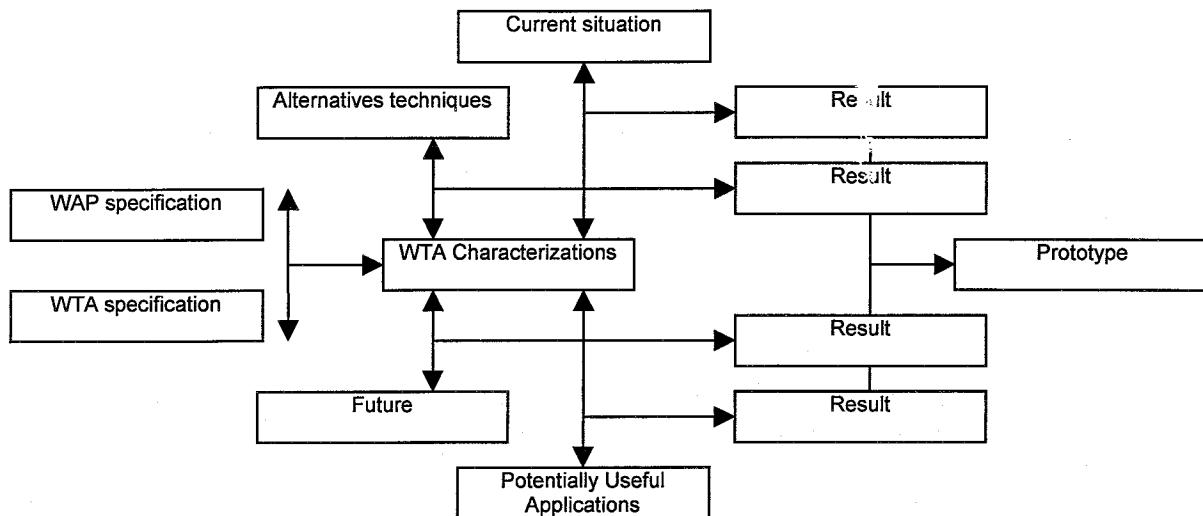 Current situation
Alternatives techniques
Result
Result
WAP specification
WTA Characterizations
Prototype
WTA specification
Result
Future
Result
Potentially Useful
Applications